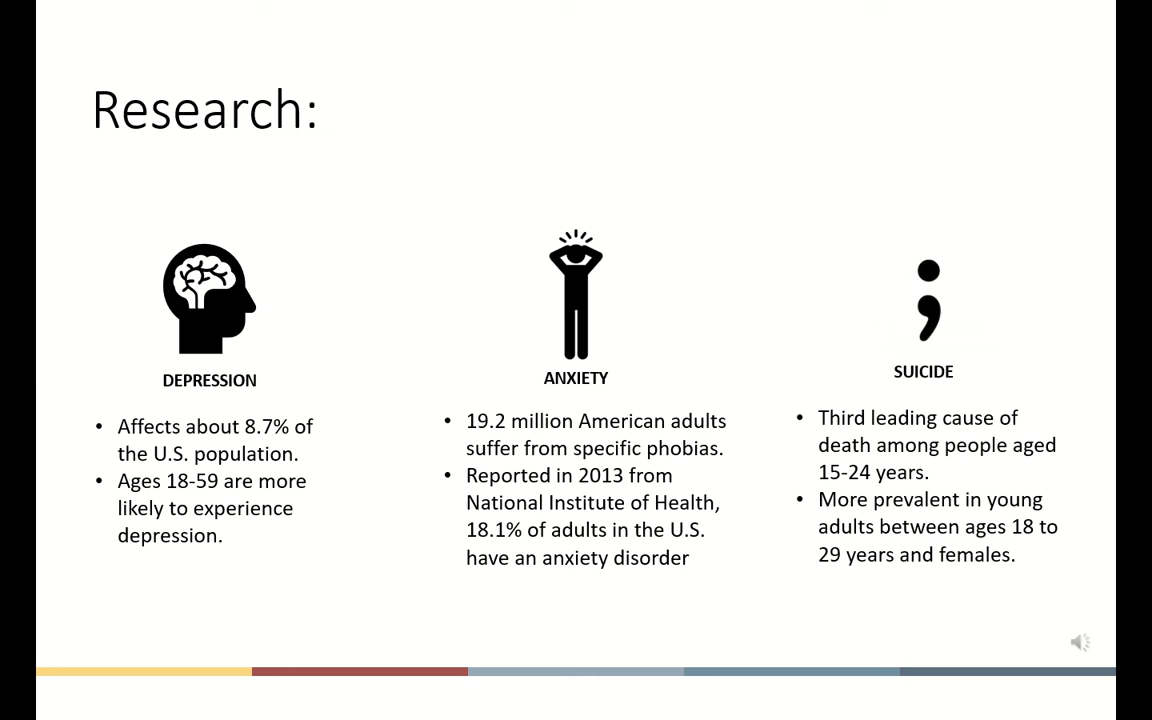 Research:
DEPRESSION
• Affects about 8.7% of
the U.S. population.
• Ages 18-59 are more
likely to experience
depression.
ANXIETY
• 19.2 million American adults
suffer from specific phobias.
• Reported in 2013 from
National Institute of Health,
18.1% of adults in the U.S.
have an anxiety disorder
SUICIDE
• Third leading cause of
death among people aged
15-24 years.
• More prevalent in young
adults between ages 18 to
29 years and females.